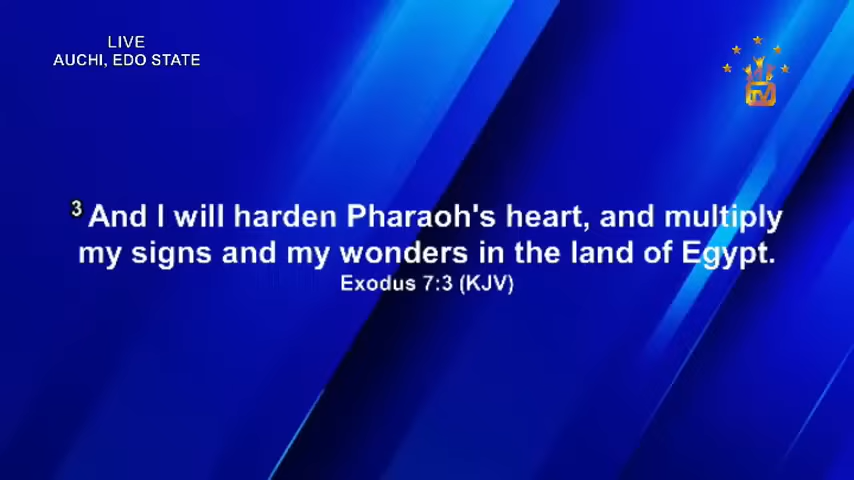 LIVE
AUCHI, EDO STATE
TV
3 And I will harden Pharaoh's heart, and multiply
my signs and my wonders in the land of Egypt.
Exodus 7:3 (KJV)